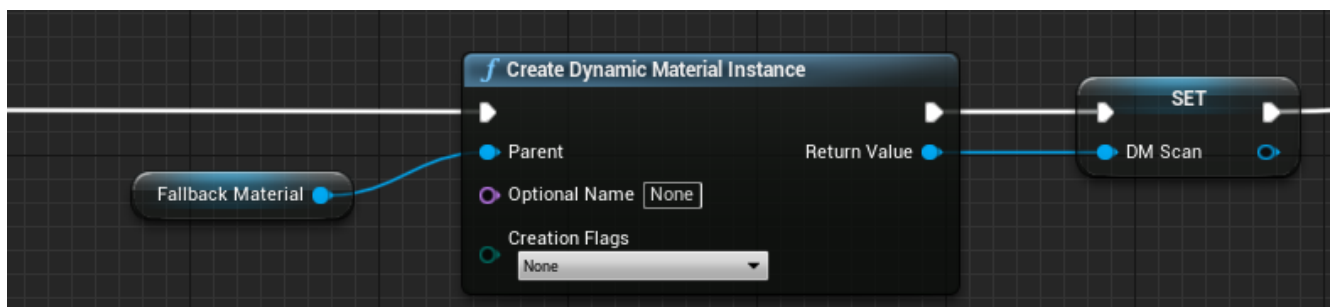 f Create Dynamic Material Instance
SET
Parent
Return Value
DM Scan
Fallback Material
Optional Name None
Creation Flags
None